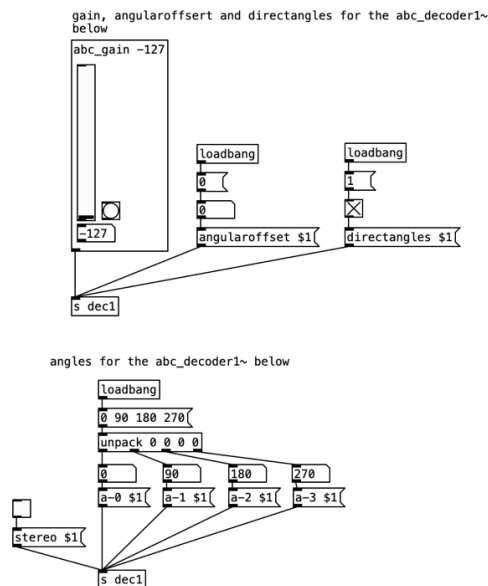 gain, angularoffsert and directangles for the abc_decoder1~
below
abc_gain -127
-127
loadbang
loadbang
0
1
0
angularoffset $1
directangles $1
s dec1
angles for the abc_decoder1~ below
loadbang
0 90 180 270
unpack 0 0 0 0
0
90
180
270
a-0 $1
a-1 $1
a-2 $1
a-3 $1
stereo $1
s dec1